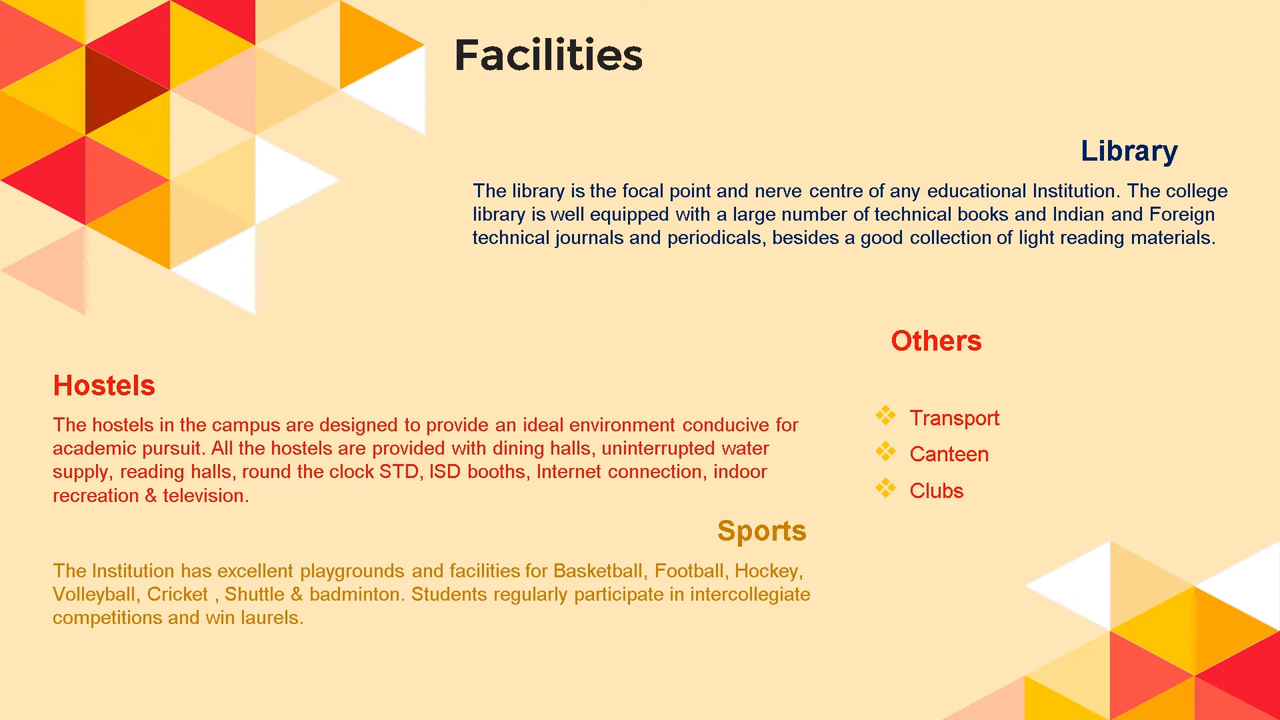 Facilities
Library
The library is the focal point and nerve centre of any educational Institution. The college
library is well equipped with a large number of technical books and Indian and Foreign
technical journals and periodicals, besides a good collection of light reading materials.
Others
Transport
Canteen
Clubs
Hostels
The hostels in the campus are designed to provide an ideal environment conducive for
academic pursuit. All the hostels are provided with dining halls, uninterrupted water
supply, reading halls, round the clock STD, ISD booths, Internet connection, indoor
recreation & television.
Sports
The Institution has excellent playgrounds and facilities for Basketball, Football, Hockey,
Volleyball, Cricket , Shuttle & badminton. Students regularly participate in intercollegiate
competitions and win laurels.